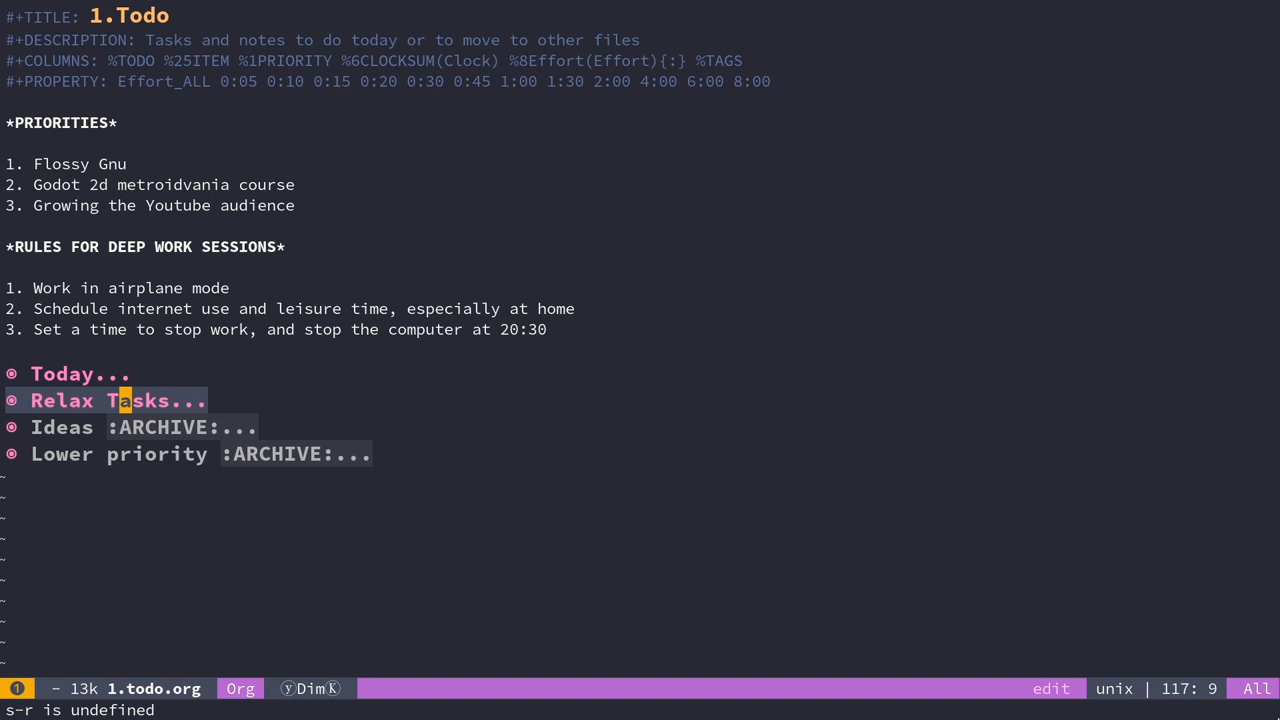 #+TITLE: 1.Todo
#+DESCRIPTION: Tasks and notes to do today or to move to other files
#+COLUMNS: %TODO %25ITEM %1PRIORITY %6CLOCKSUM(Clock) %8Effort(Effort){:} %TAGS
#+PROPERTY: Effort_ALL 0:05 0:10 0:15 0:20 0:30 0:45 1:00 1:30 2:00 4:00 6:00 8:00
*PRIORITIES*
1. Flossy Gnu
2. Godot 2d metroidvania course
3. Growing the Youtube audience
*RULES FOR DEEP WORK SESSIONS*
1. Work in airplane mode
2. Schedule internet use and leisure time, especially at home
3. Set a time to stop work, and stop the computer at 20:30
◉ Today...
◉ Relax Tasks...
◉ Ideas :ARCHIVE:...
◉ Lower priority :ARCHIVE:...
~
~
~
~
~
~
~
~
~
~
❶ - 13k 1.todo.org Org ⓨDimⓀ edit unix | 117: 9 All
s-r is undefined